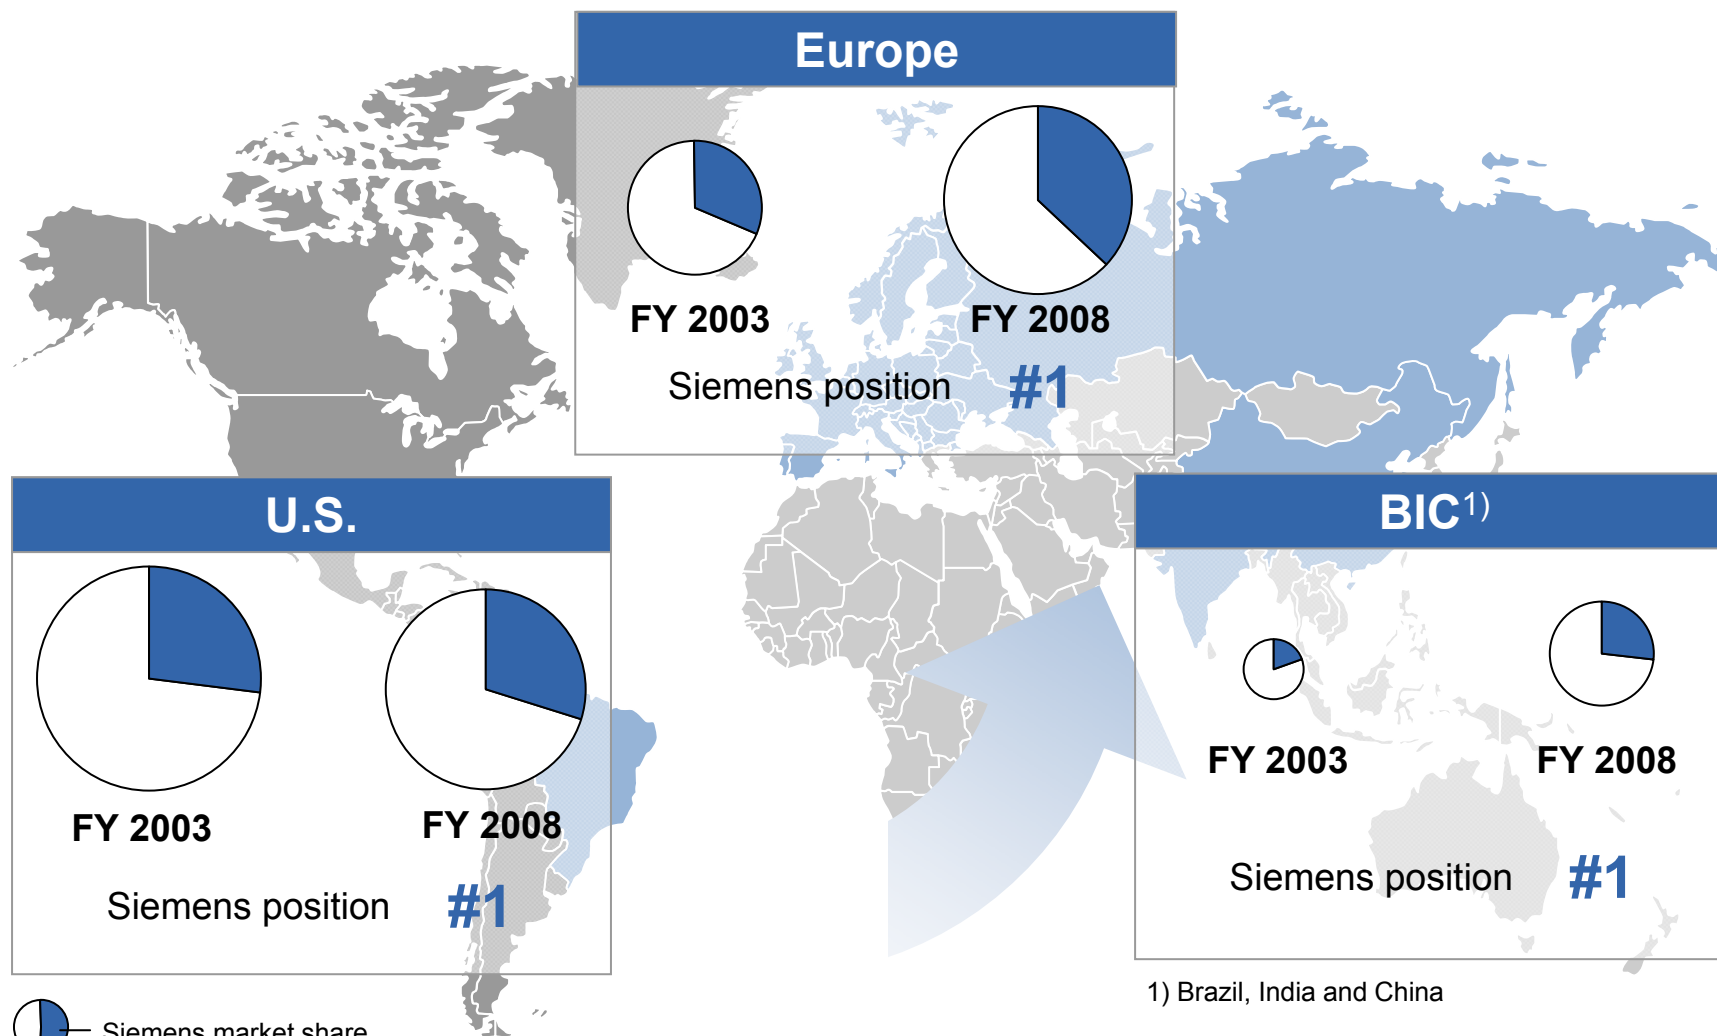 Europe
FY 2003
FY 2008
Siemens position #1
U.S.
FY 2003
FY 2008
Siemens position #1
BIC1)
FY 2003
FY 2008
Siemens position #1
1) Brazil, India and China
Siemens market share